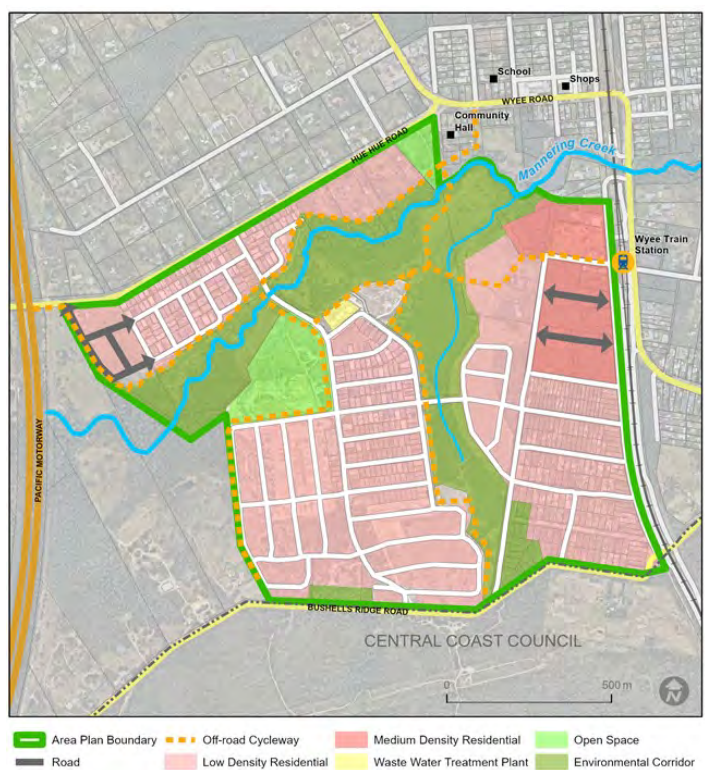 School
Shops
WYEE ROAD
Community
Hall
HUE HUE ROAD
Mannering Creek
Wyee Train
Station
PACIFIC MOTORWAY
BUSHELLS RIDGE ROAD
CENTRAL COAST COUNCIL
0 500 m
N
Area Plan Boundary Off-road Cycleway Medium Density Residential Open Space
Road Low Density Residential Waste Water Treatment Plant Environmental Corridor